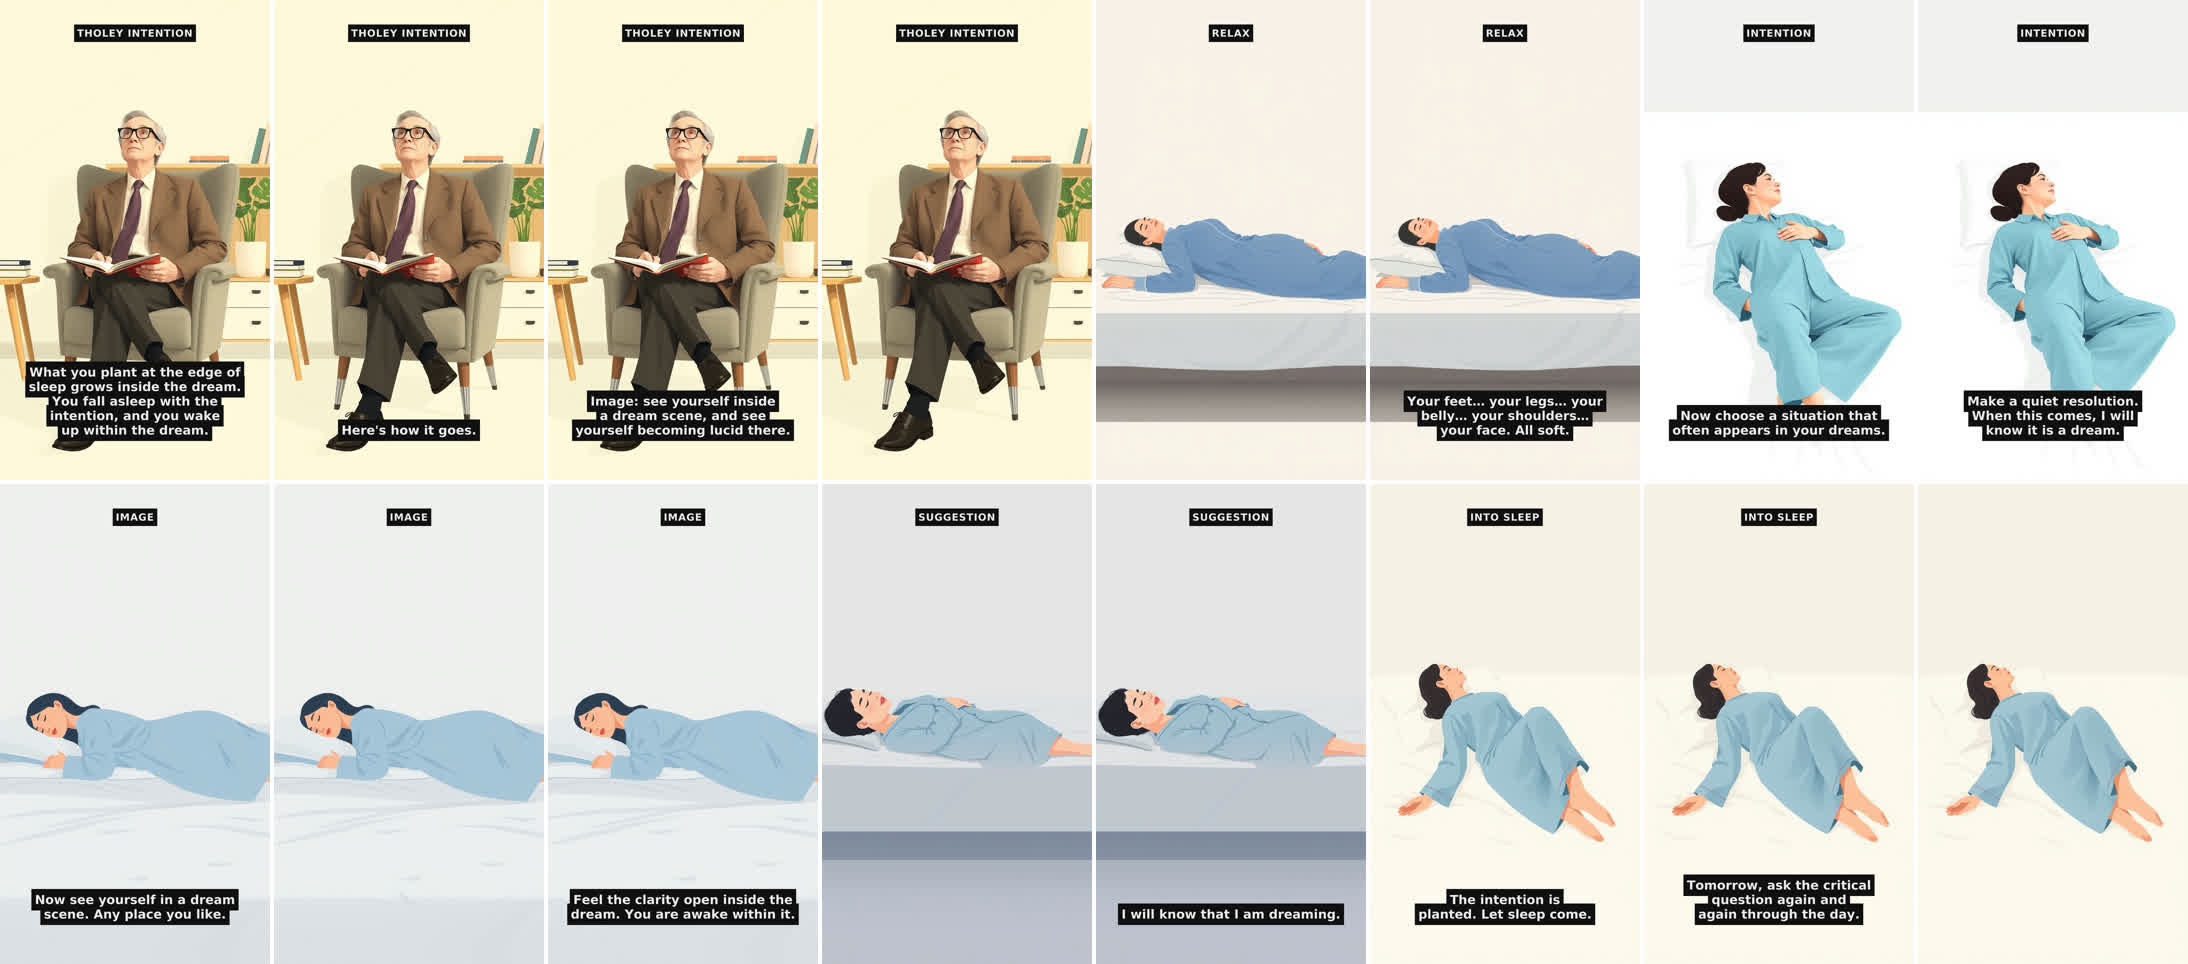 THOLEY INTENTION
What you plant at the edge of
sleep grows inside the dream.
You fall asleep with the
intention, and you wake
up within the dream.
THOLEY INTENTION
Here's how it goes.
THOLEY INTENTION
Image: see yourself inside
a dream scene, and see
yourself becoming lucid there.
THOLEY INTENTION
RELAX
RELAX
Your feet... your legs... your
belly... your shoulders...
your face. All soft.
INTENTION
Now choose a situation that
often appears in your dreams.
INTENTION
Make a quiet resolution.
When this comes, I will
know it is a dream.
IMAGE
Now see yourself in a dream
scene. Any place you like.
IMAGE
IMAGE
Feel the clarity open inside the
dream. You are awake within it.
SUGGESTION
SUGGESTION
I will know that I am dreaming.
INTO SLEEP
The intention is
planted. Let sleep come.
INTO SLEEP
Tomorrow, ask the critical
question again and
again through the day.